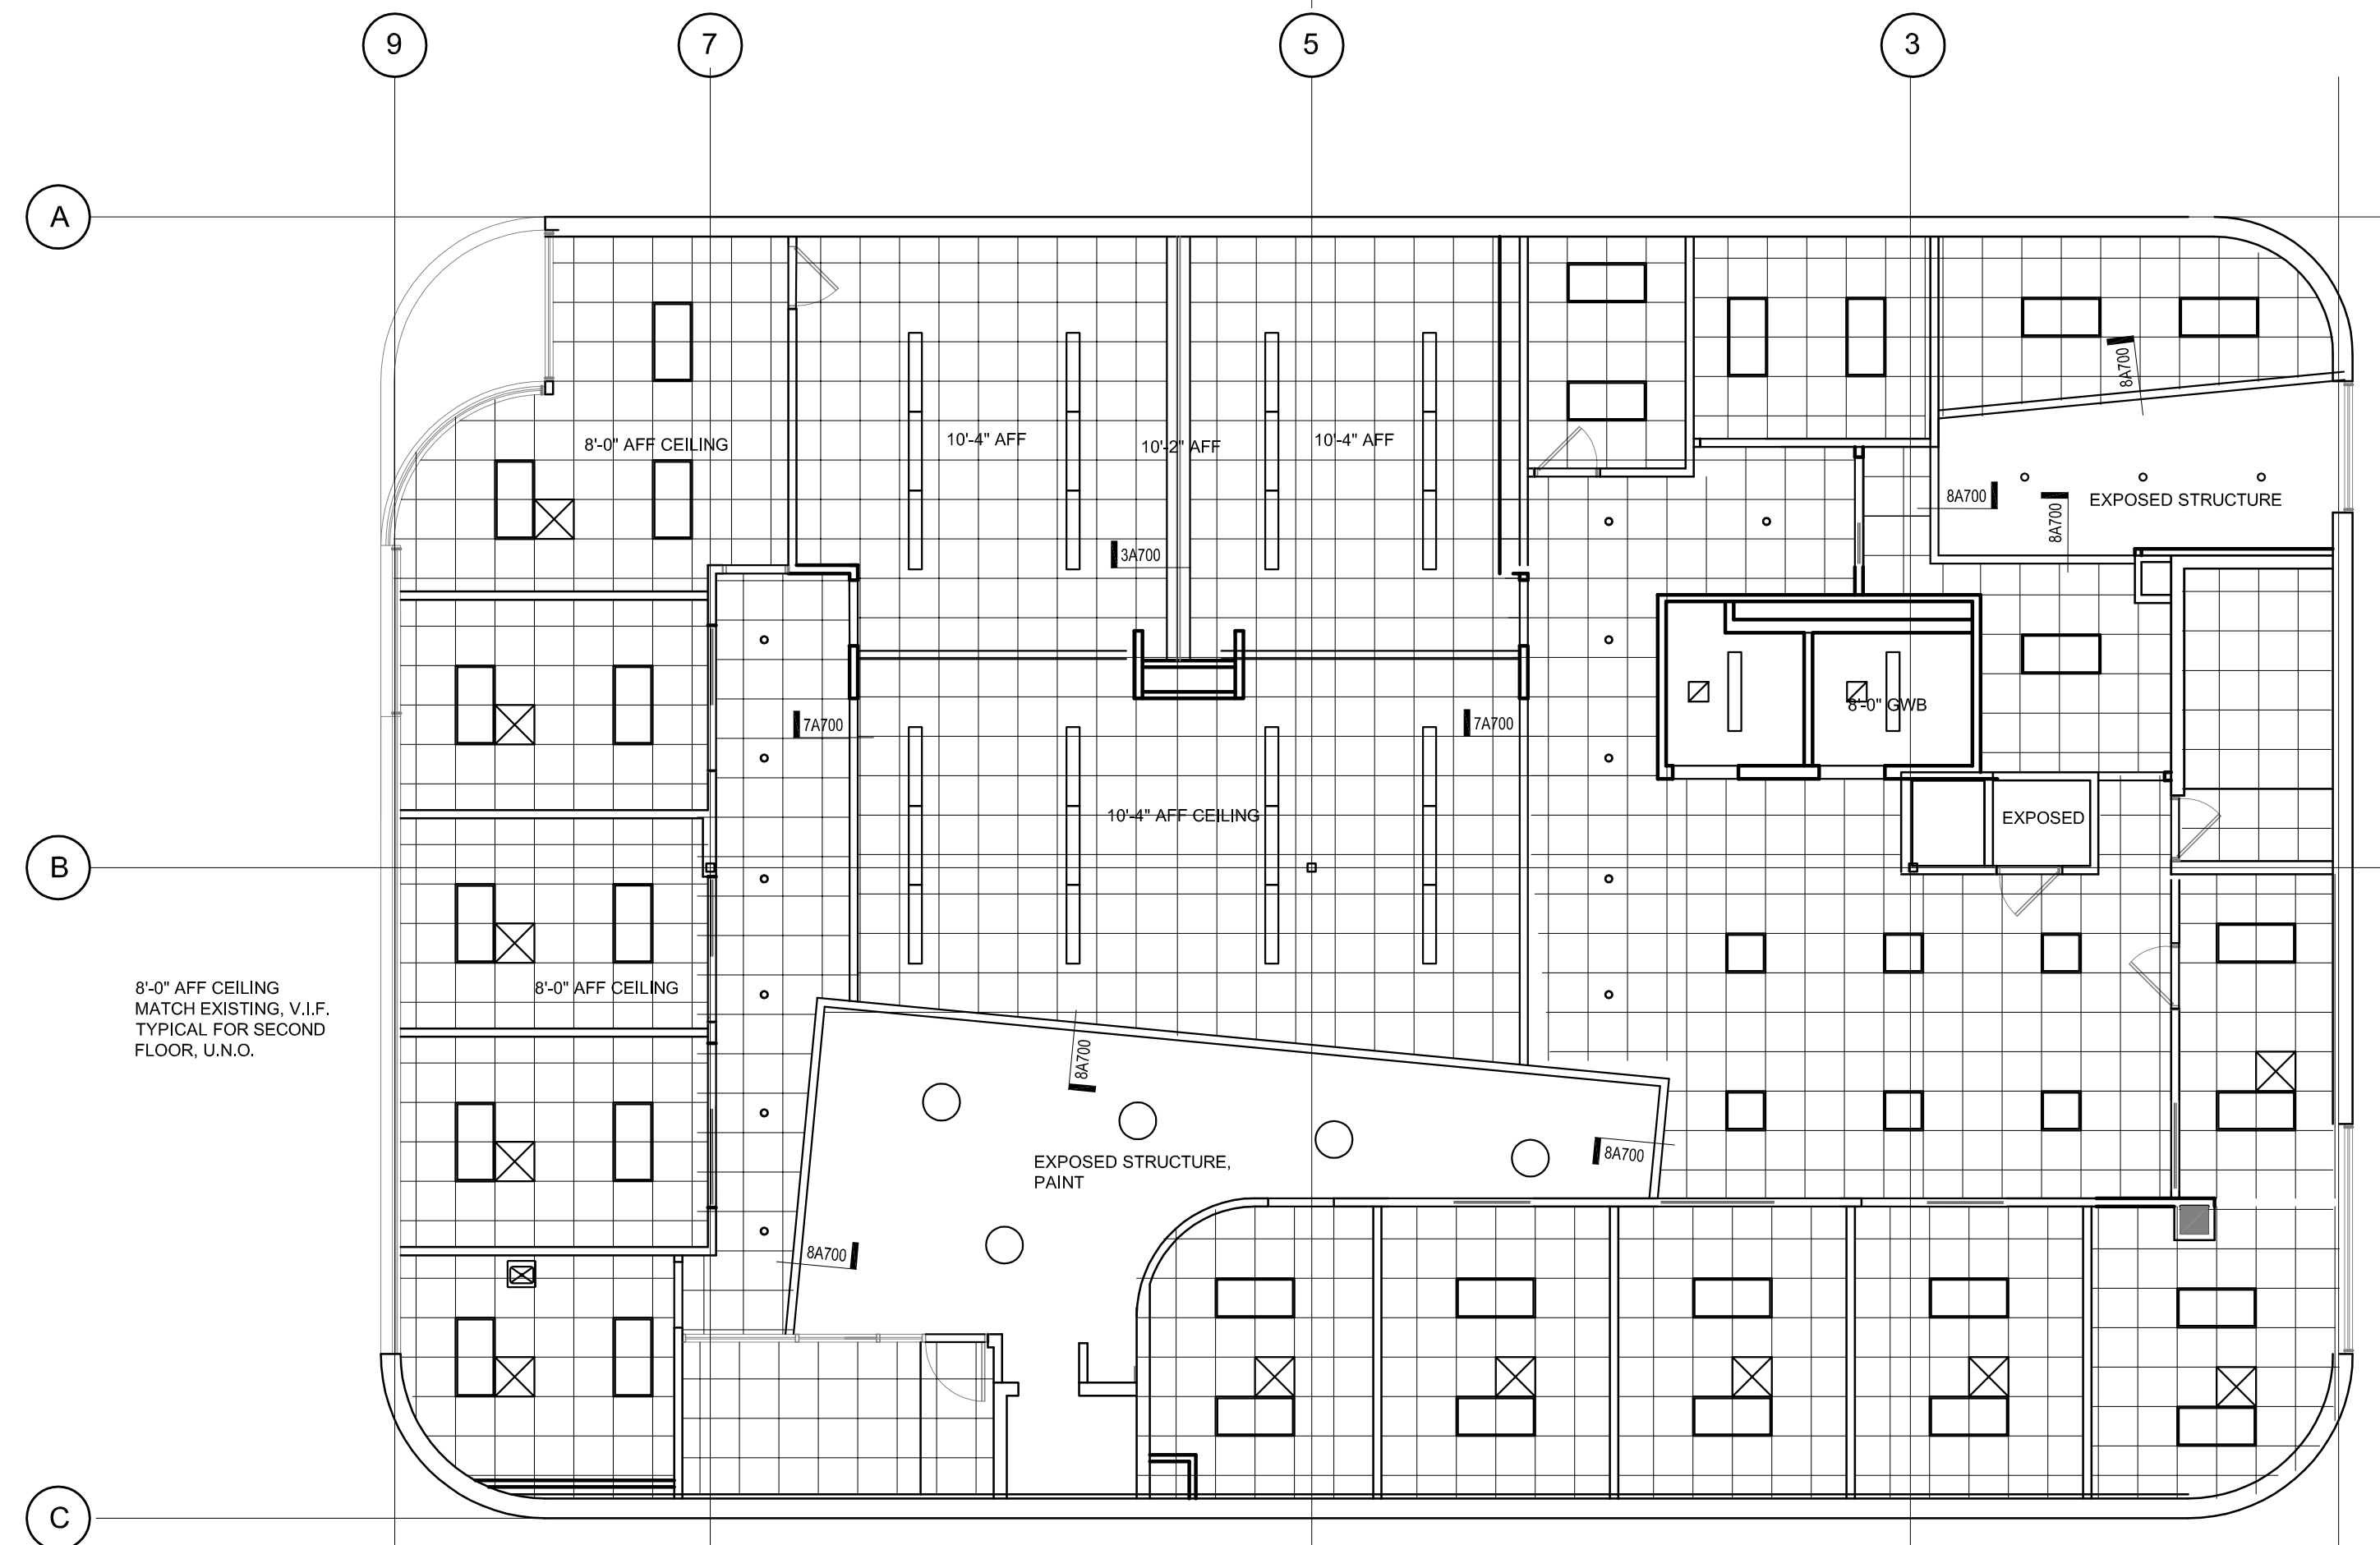 9
7
5
3
A
8'-0" AFF CEILING
10'-4" AFF
10'-2" AFF
10'-4" AFF
8A700
8A700
8A700
EXPOSED STRUCTURE
3A700
7A700
7A700
8'-0" GWB
10'-4" AFF CEILING
EXPOSED
B
8'-0" AFF CEILING
MATCH EXISTING, V.I.F.
TYPICAL FOR SECOND
FLOOR, U.N.O.
8'-0" AFF CEILING
8A700
8A700
EXPOSED STRUCTURE,
PAINT
8A700
C